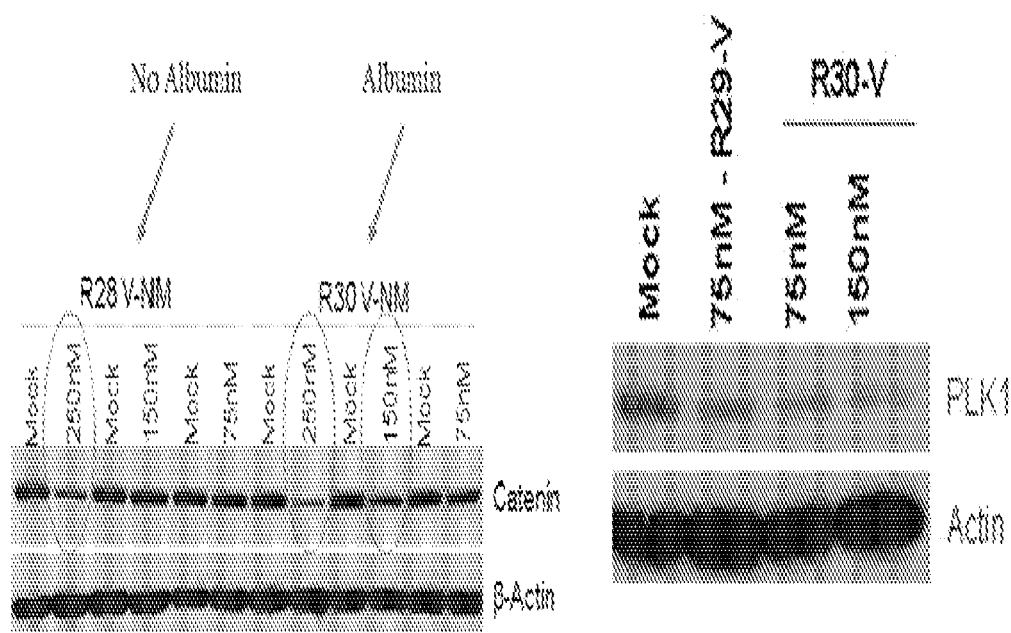 No Albumin
Albumin
R28 V-NM
R30 V-NM
Mock
250nM
Mock
150nM
Mock
75nM
Mock
250nM
Mock
150nM
Mock
75nM
Catenin
β-Actin
R30-V
Mock
75nM - R29-V
75nM
150nM
PLK1
Actin